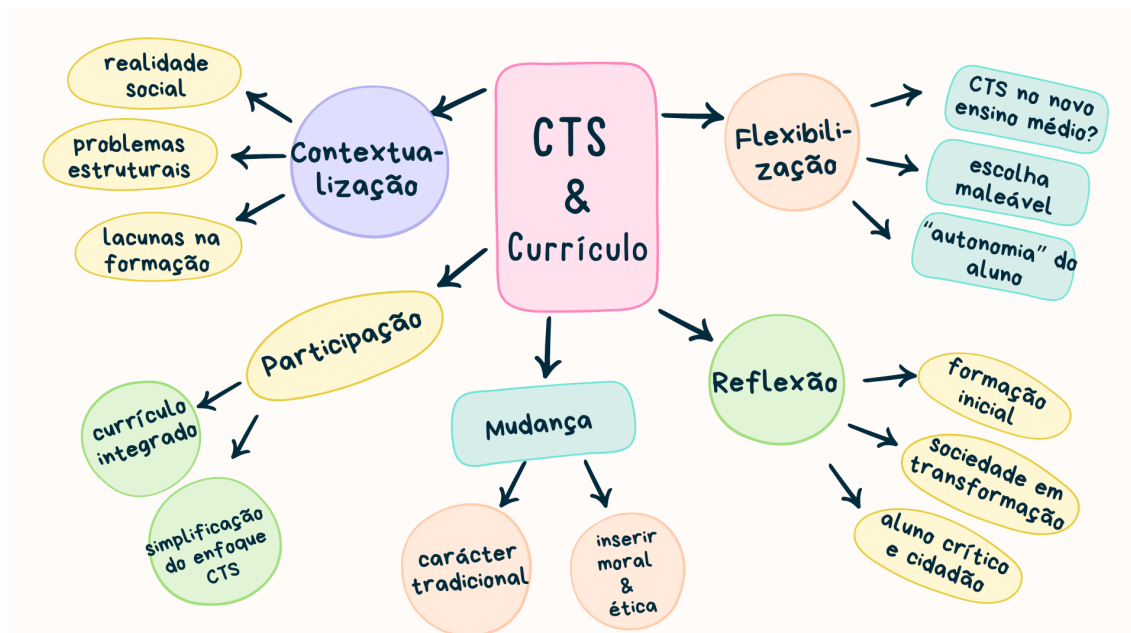 CTS
&
Currículo
Contextua-
lização
realidade
social
problemas
estruturais
lacunas na
formação
Flexibili-
zação
CTS no novo
ensino médio?
escolha
maleável
"autonomia" do
aluno
Participação
currículo
integrado
simplificação
do enfoque
CTS
Mudança
carácter
tradicional
inserir
moral
&
ética
Reflexão
formação
inicial
sociedade em
transformação
aluno crítico
e cidadão